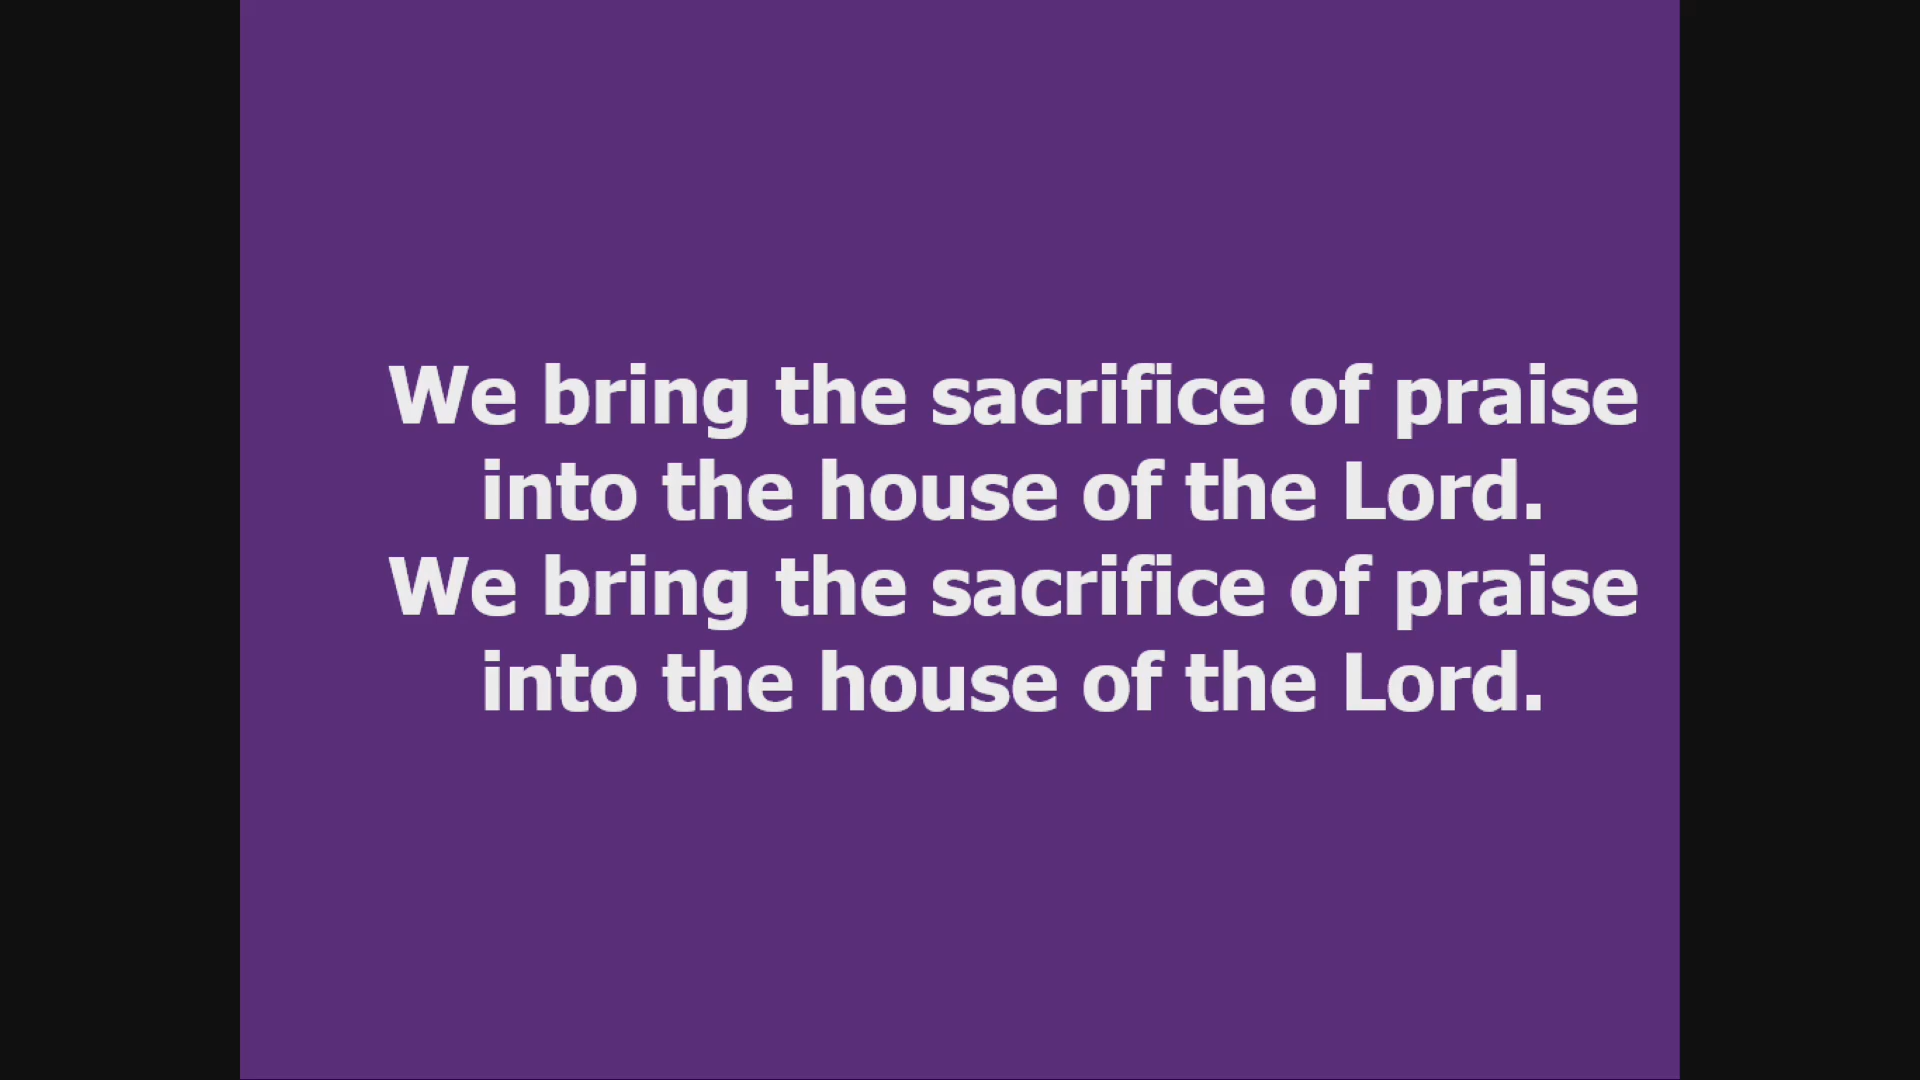 We bring the sacrifice of praise
into the house of the Lord.
We bring the sacrifice of praise
into the house of the Lord.